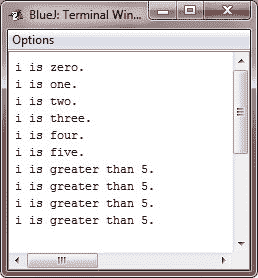 BlueJ: Terminal Win...
Options
i is zero.
i is one.
i is two.
i is three.
i is four.
i is five.
i is greater than 5.
i is greater than 5.
i is greater than 5.
i is greater than 5.